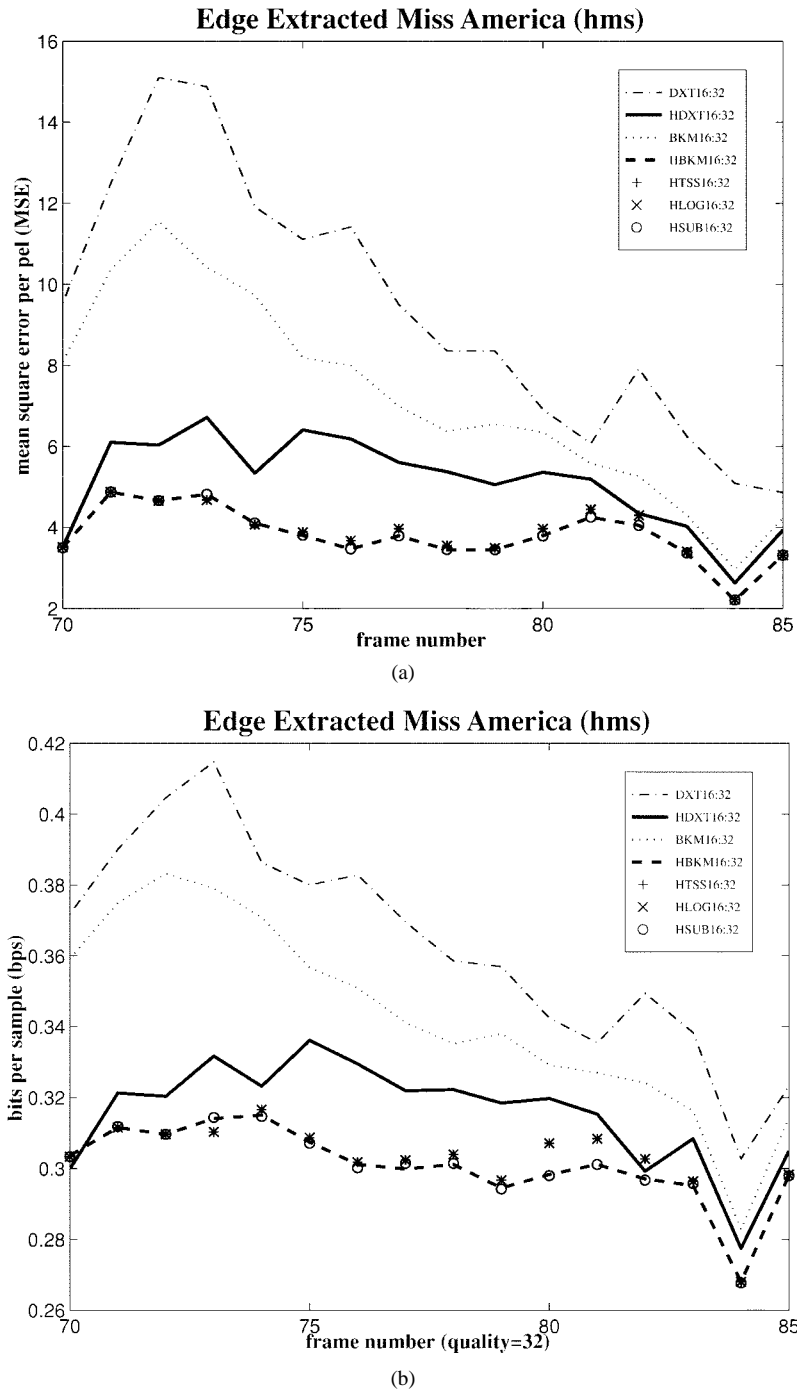 Edge Extracted Miss America (hms)
16
14
12
10
8
6
4
2
mean square error per pel (MSE)
DXT16:32
HDXT16:32
BKM16:32
HBKM16:32
HTSS16:32
HLOG16:32
HSUB16:32
70
75
80
85
frame number
(a)
Edge Extracted Miss America (hms)
0.42
0.4
0.38
0.36
0.34
0.32
0.3
0.28
0.26
bits per sample (bps)
DXT16:32
HDXT16:32
BKM16:32
HBKM16:32
HTSS16:32
HLOG16:32
HSUB16:32
70
75
80
85
frame number (quality=32)
(b)